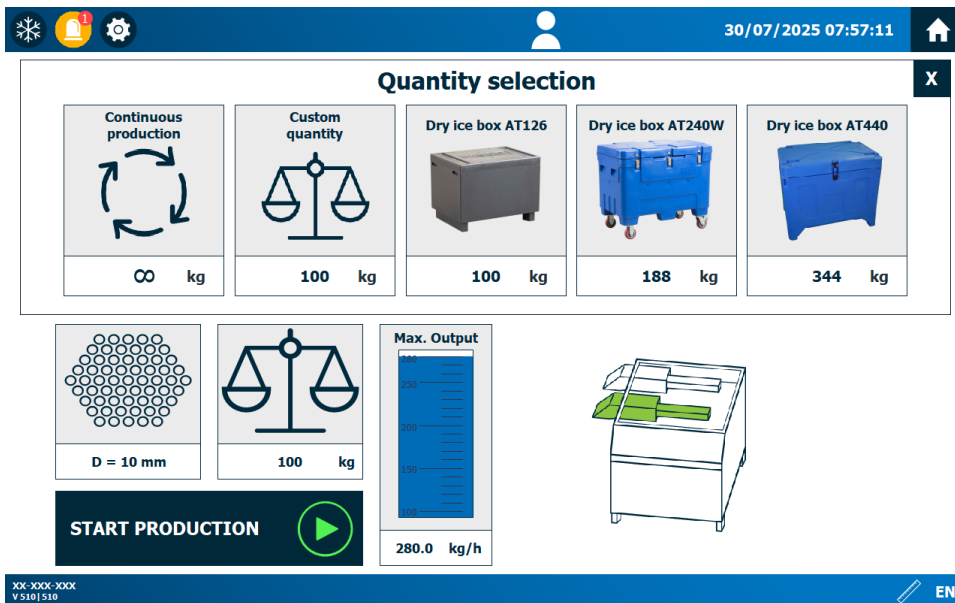 1
30/07/2025 07:57:11
Quantity selection
X
Continuous
production
Custom
quantity
Dry ice box AT126
Dry ice box AT240W
Dry ice box AT440
∞ kg
100 kg
100 kg
188 kg
344 kg
Max. Output
280
250
200
150
100
D = 10 mm
100 kg
START PRODUCTION
280.0 kg/h
XX-XXX-XXX
V 510| 510
EN